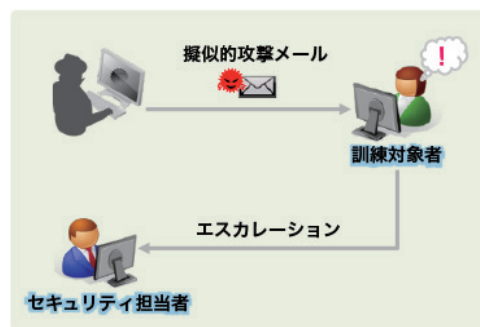 擬似的攻撃メール
!
訓練対象者
エスカレーション
セキュリティ担当者